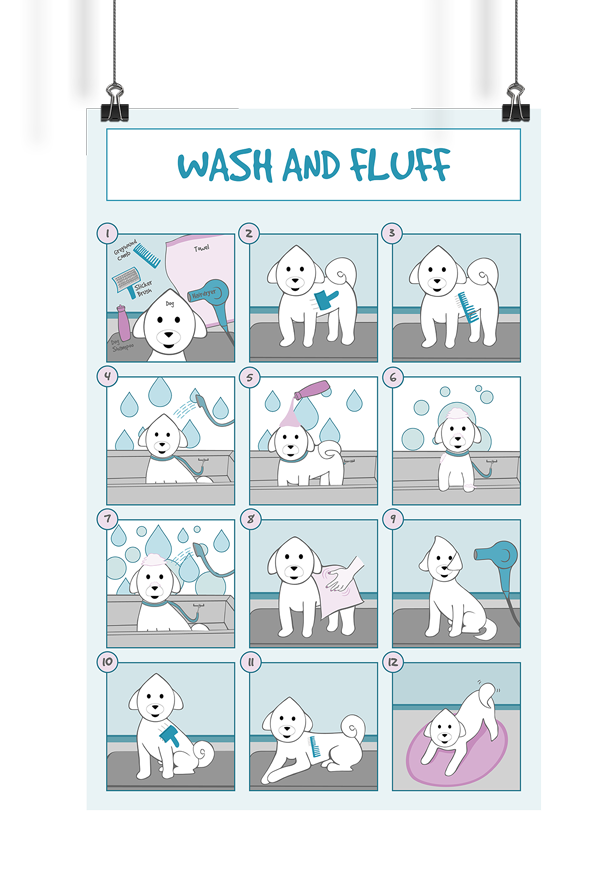 WASH AND FLUFF
1
2
3
Greyhound
Comb
Towel
Slicker
Brush
Hairdryer
Dog
Dog
Shampoo
4
5
6
7
8
9
10
11
12
?